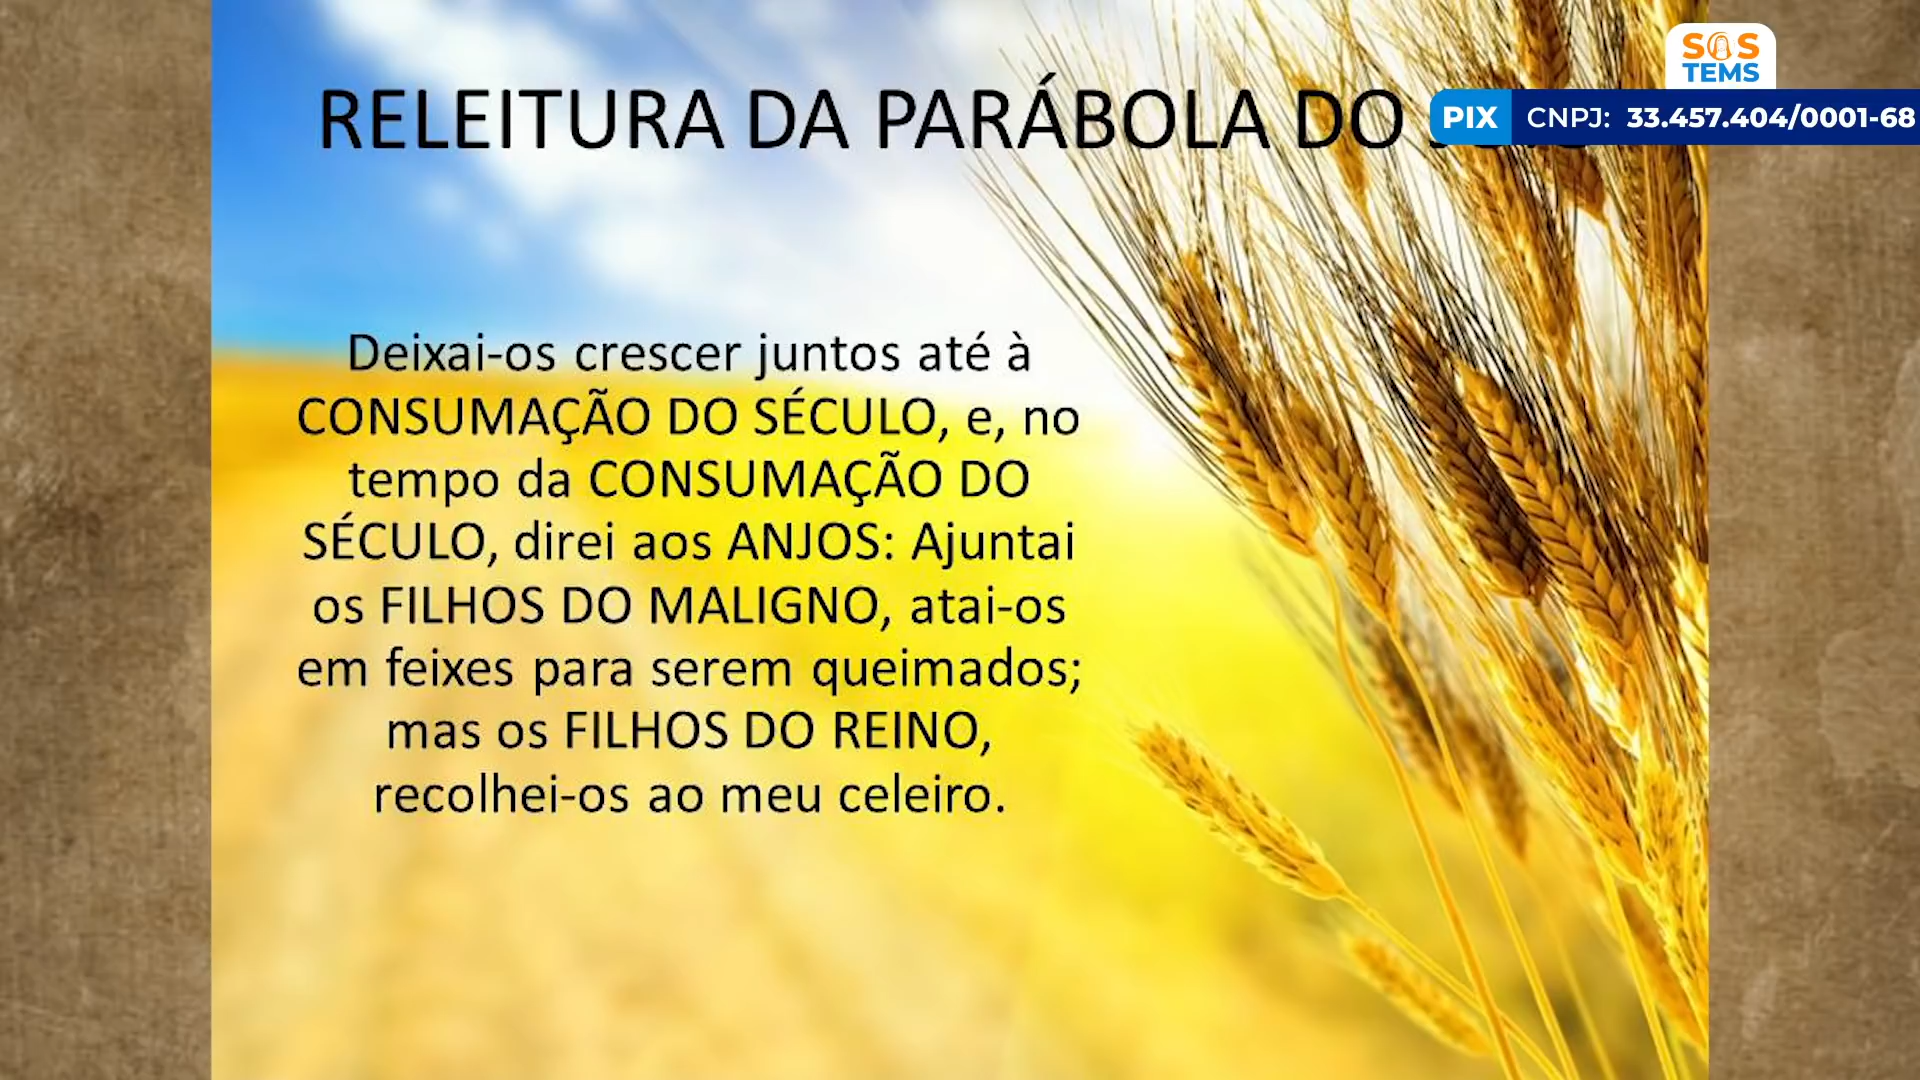 SOS
TEMS
PIX CNPJ: 33.457.404/0001-68
RELEITURA DA PARÁBOLA DO
Deixai-os crescer juntos até à
CONSUMAÇÃO DO SÉCULO, e, no
tempo da CONSUMAÇÃO DO
SÉCULO, direi aos ANJOS: Ajuntai
os FILHOS DO MALIGNO, atai-os
em feixes para serem queimados;
mas os FILHOS DO REINO,
recolhei-os ao meu celeiro.